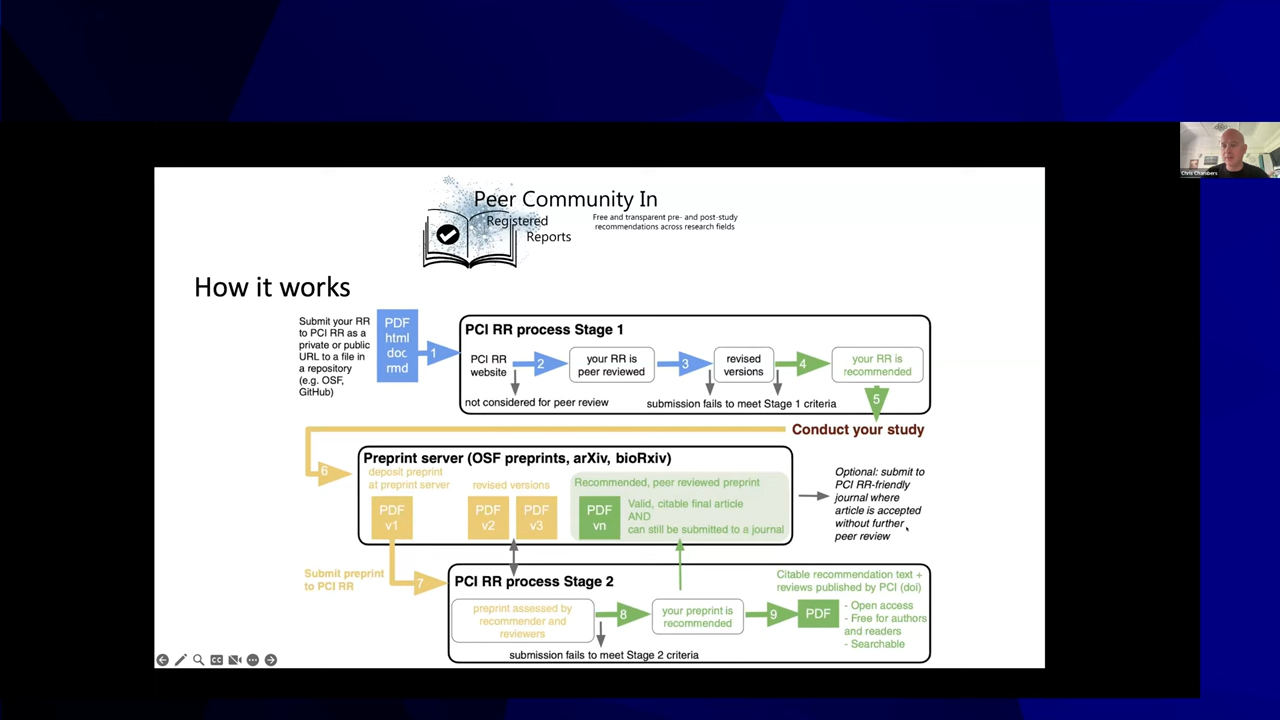 Peer Community In
Registered
Reports
Free and transparent pre- and post-study
recommendations across research fields
Chris Chambers
How it works
Submit your RR
to PCI RR as a
private or public
URL to a file in
a repository
(e.g. OSF,
GitHub)
PDF
html
doc
rmd
1
PCI RR process Stage 1
PCI RR
website
2
your RR is
peer reviewed
3
revised
versions
4
your RR is
recommended
not considered for peer review
submission fails to meet Stage 1 criteria
5
Conduct your study
6
Preprint server (OSF preprints, arXiv, bioRxiv)
deposit preprint
at preprint server
PDF
v1
revised versions
PDF
v2
PDF
v3
Recommended, peer reviewed preprint
PDF
vn
Valid, citable final article
AND
can still be submitted to a journal
Optional: submit to
PCI RR-friendly
journal where
article is accepted
without further
peer review
Submit preprint
to PCI RR
7
PCI RR process Stage 2
preprint assessed by
recommender and
reviewers
8
your preprint is
recommended
9
PDF
Citable recommendation text +
reviews published by PCI (doi)
- Open access
- Free for authors
and readers
- Searchable
submission fails to meet Stage 2 criteria
CC